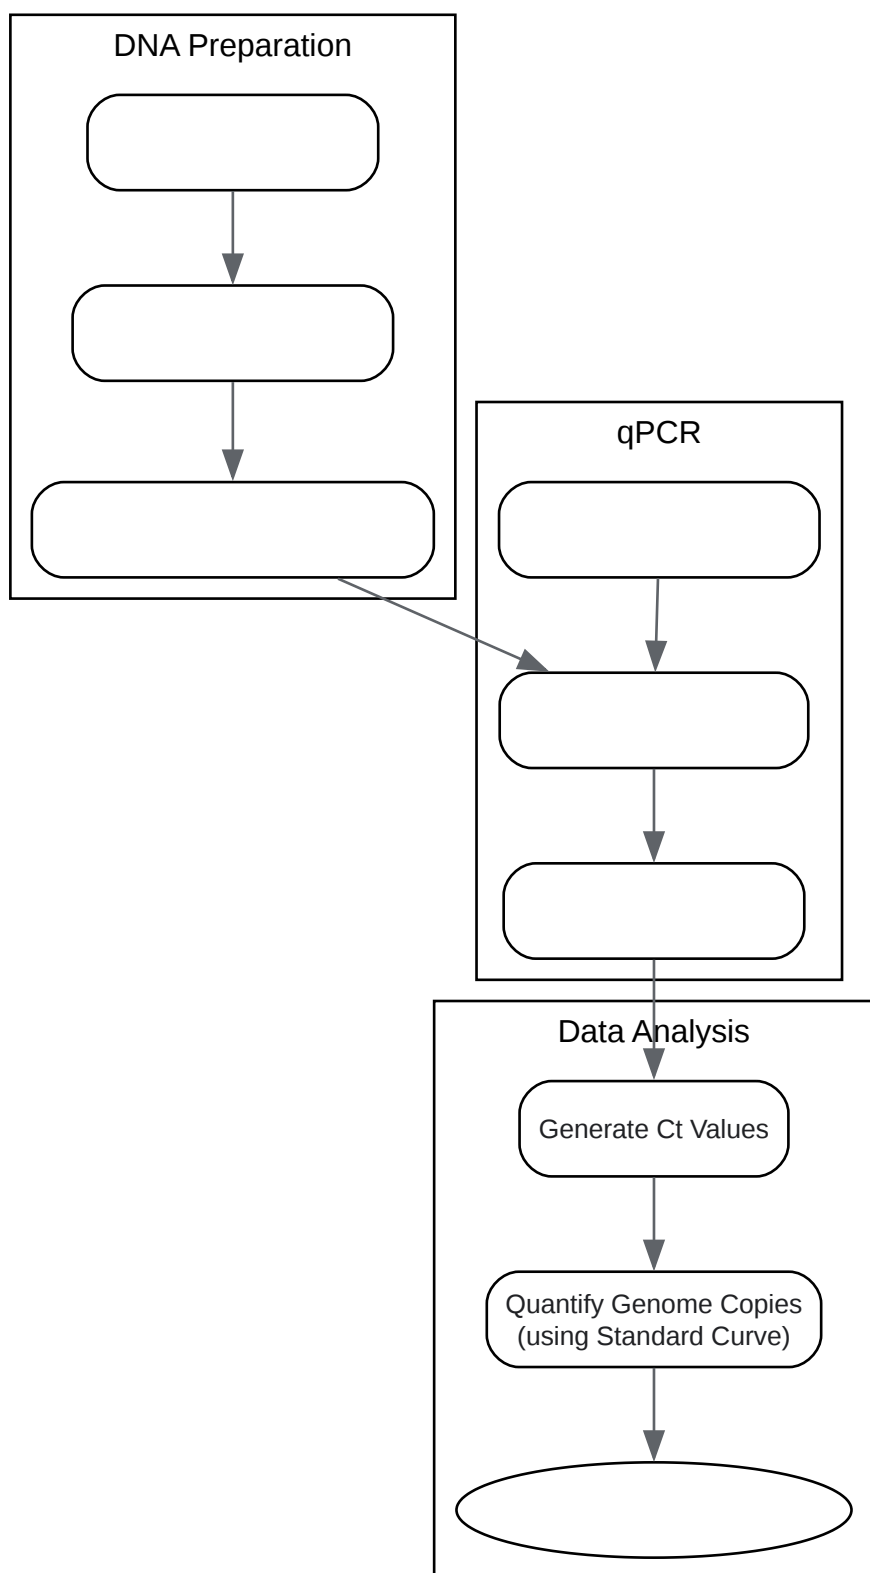 DNA Preparation
qPCR
Data Analysis
Generate Ct Values
Quantify Genome Copies
(using Standard Curve)